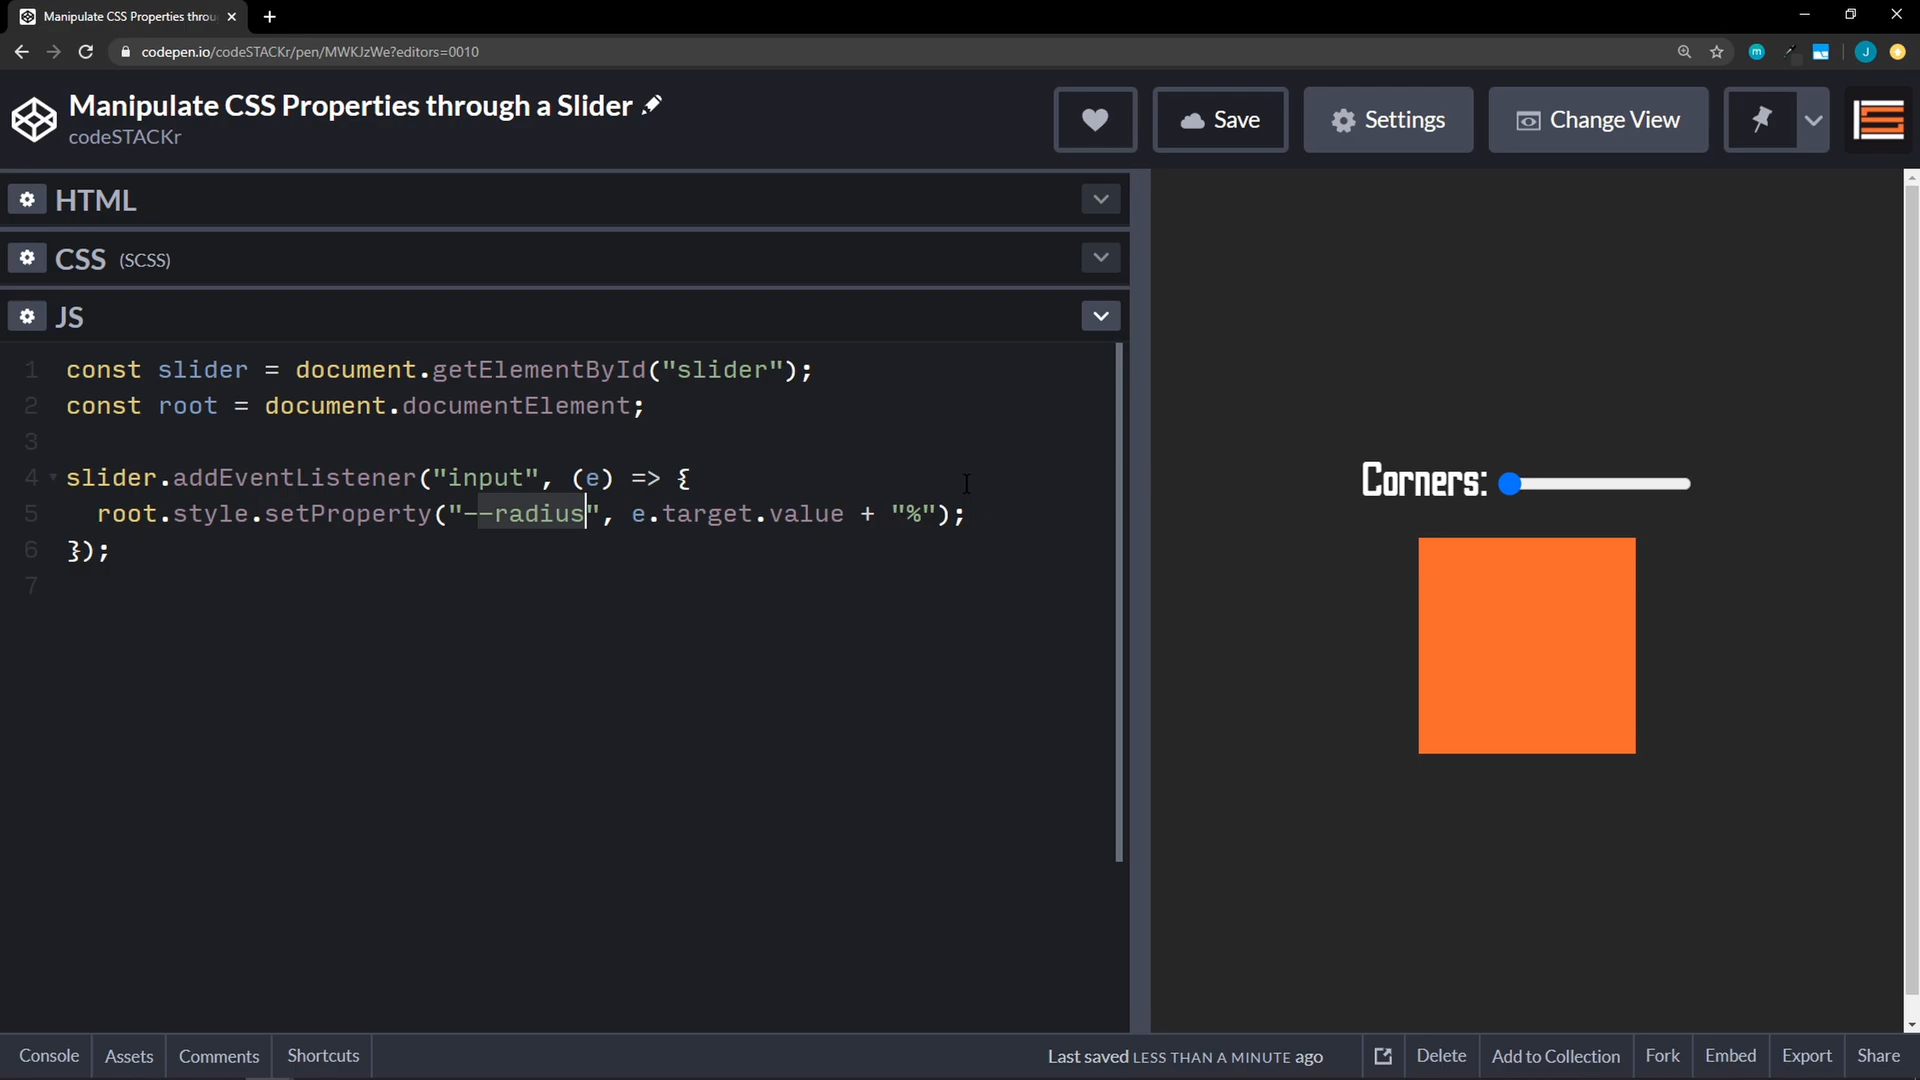 Manipulate CSS Properties throu
codepen.io/codeSTACKr/pen/MWKJzWe?editors=0010
m
J
Manipulate CSS Properties through a Slider
codeSTACKr
Save
Settings
Change View
HTML
CSS (SCSS)
JS
1 const slider = document.getElementById("slider");
2 const root = document.documentElement;
3
4 slider.addEventListener("input", (e) => {
5 root.style.setProperty("--radius", e.target.value + "%");
6 });
7
Corners:
Console Assets Comments Shortcuts Last saved LESS THAN A MINUTE ago Delete Add to Collection Fork Embed Export Share